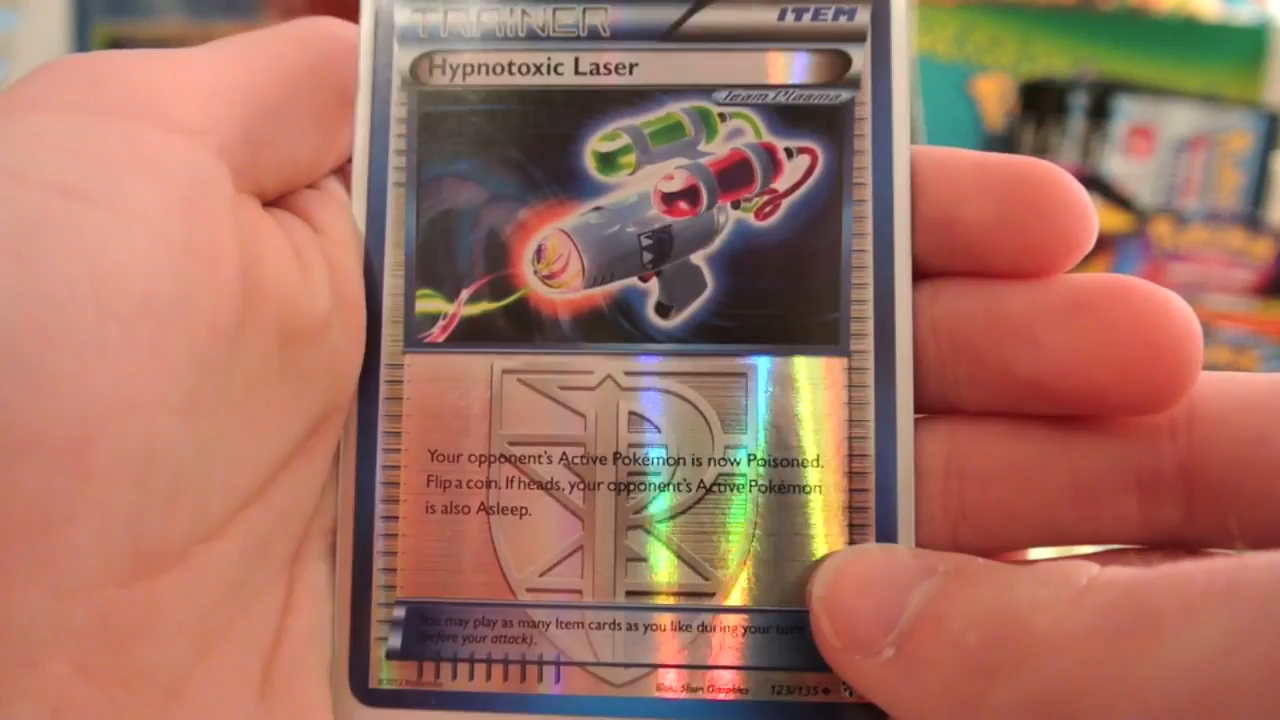 TRAINER ITEM
Hypnotoxic Laser
Team Plasma
Your opponent's Active Pokémon is now Poisoned.
Flip a coin. If heads, your opponent's Active Pokémon
is also Asleep.
You may play as many Item cards as you like during your turn
(before your attack).
©2012 Pokémon
Illus. 5ban Graphics 123/135